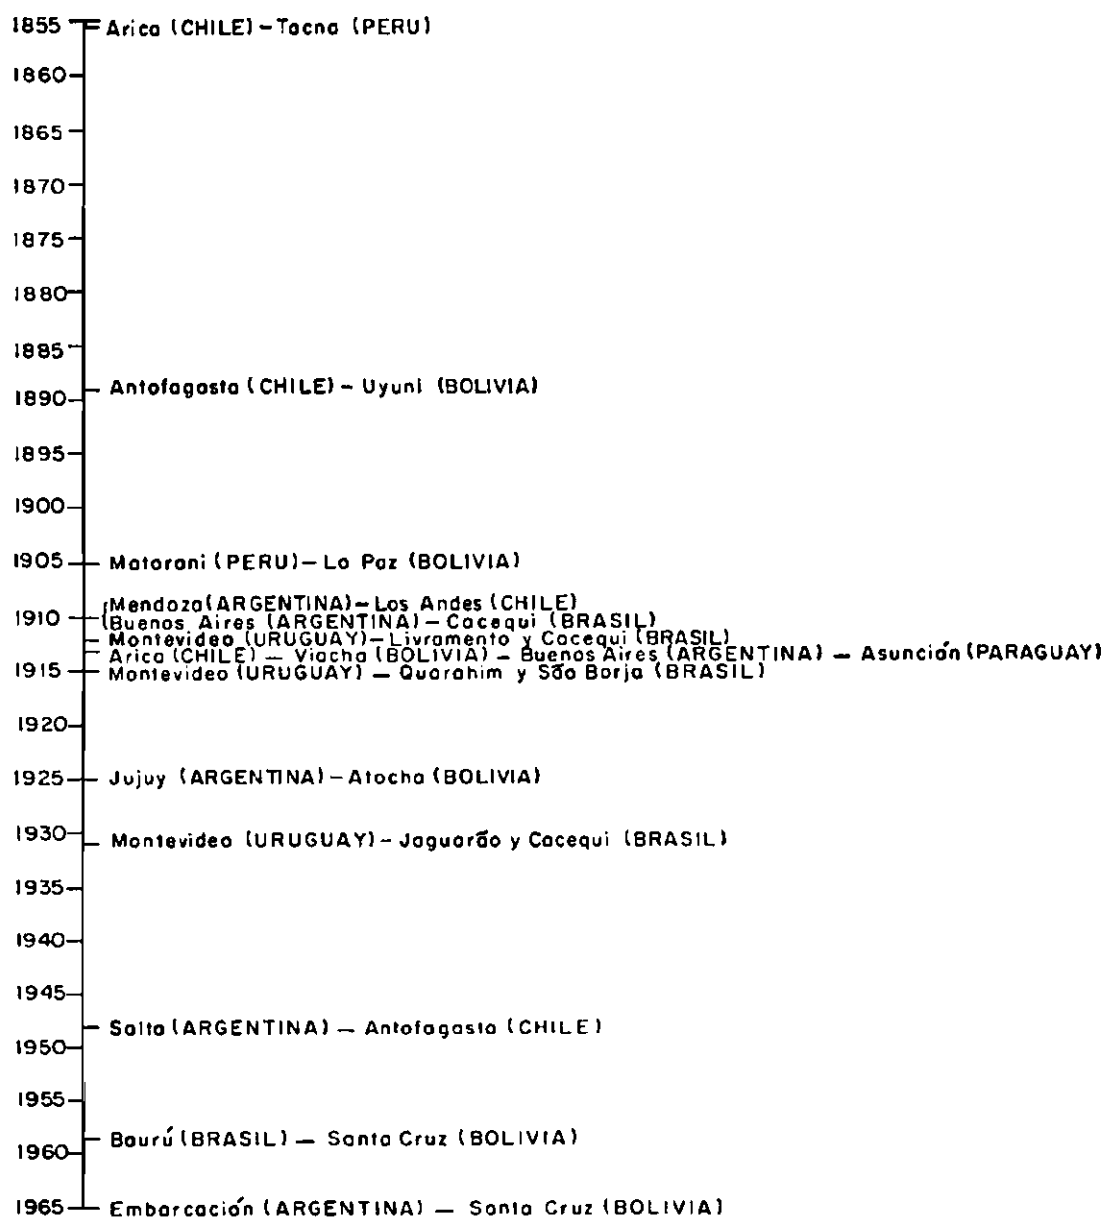 1855 Arica (CHILE) – Tacna (PERU)
1860
1865
1870
1875
1880
1885
Antofagasta (CHILE) – Uyuni (BOLIVIA)
1890
1895
1900
1905 Matarani (PERU) – La Paz (BOLIVIA)
Mendoza (ARGENTINA) – Los Andes (CHILE)
1910 Buenos Aires (ARGENTINA) – Cacequi (BRASIL)
Montevideo (URUGUAY) – Livramento y Cacequi (BRASIL)
Arica (CHILE) – Viacha (BOLIVIA) – Buenos Aires (ARGENTINA) – Asunción (PARAGUAY)
1915 Montevideo (URUGUAY) – Quarahim y São Borja (BRASIL)
1920
1925 Jujuy (ARGENTINA) – Atocha (BOLIVIA)
1930
Montevideo (URUGUAY) – Jaguarão y Cacequi (BRASIL)
1935
1940
1945
Salta (ARGENTINA) – Antofagasta (CHILE)
1950
1955
Baurú (BRASIL) – Santa Cruz (BOLIVIA)
1960
1965 Embarcación (ARGENTINA) – Santa Cruz (BOLIVIA)